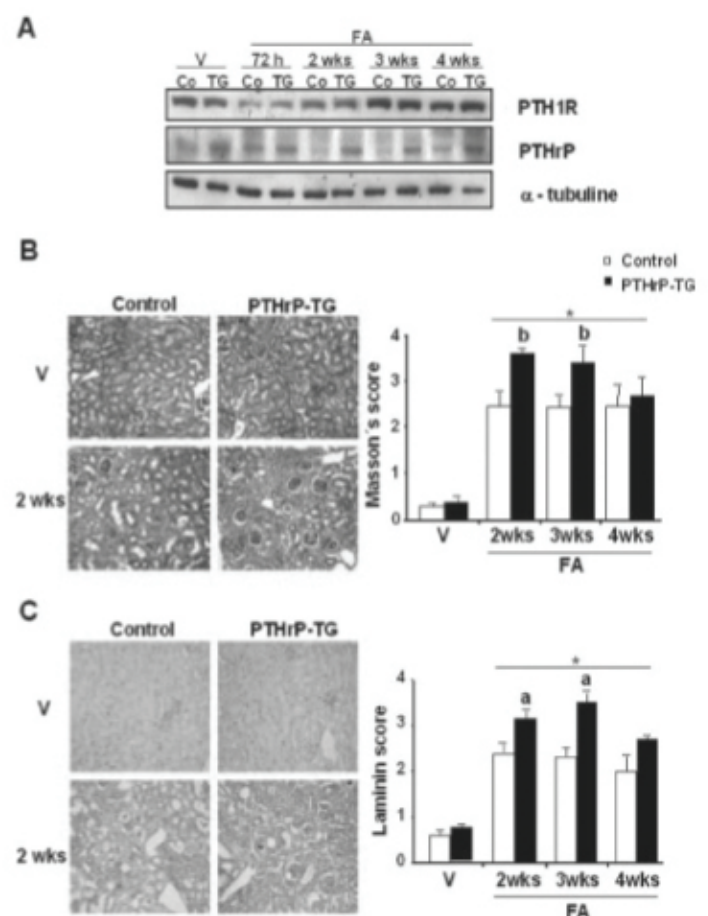 A
FA
V 72 h 2 wks 3 wks 4 wks
Co TG Co TG Co TG Co TG Co TG
PTH1R
PTHrP
α - tubuline
B
Control
PTHrP-TG
Control PTHrP-TG
V
2 wks
Masson´s score
4
3
2
1
0
*
b b
V 2wks 3wks 4wks
FA
C
Control PTHrP-TG
V
2 wks
Laminin score
4
3
2
1
0
*
a a
V 2wks 3wks 4wks
FA